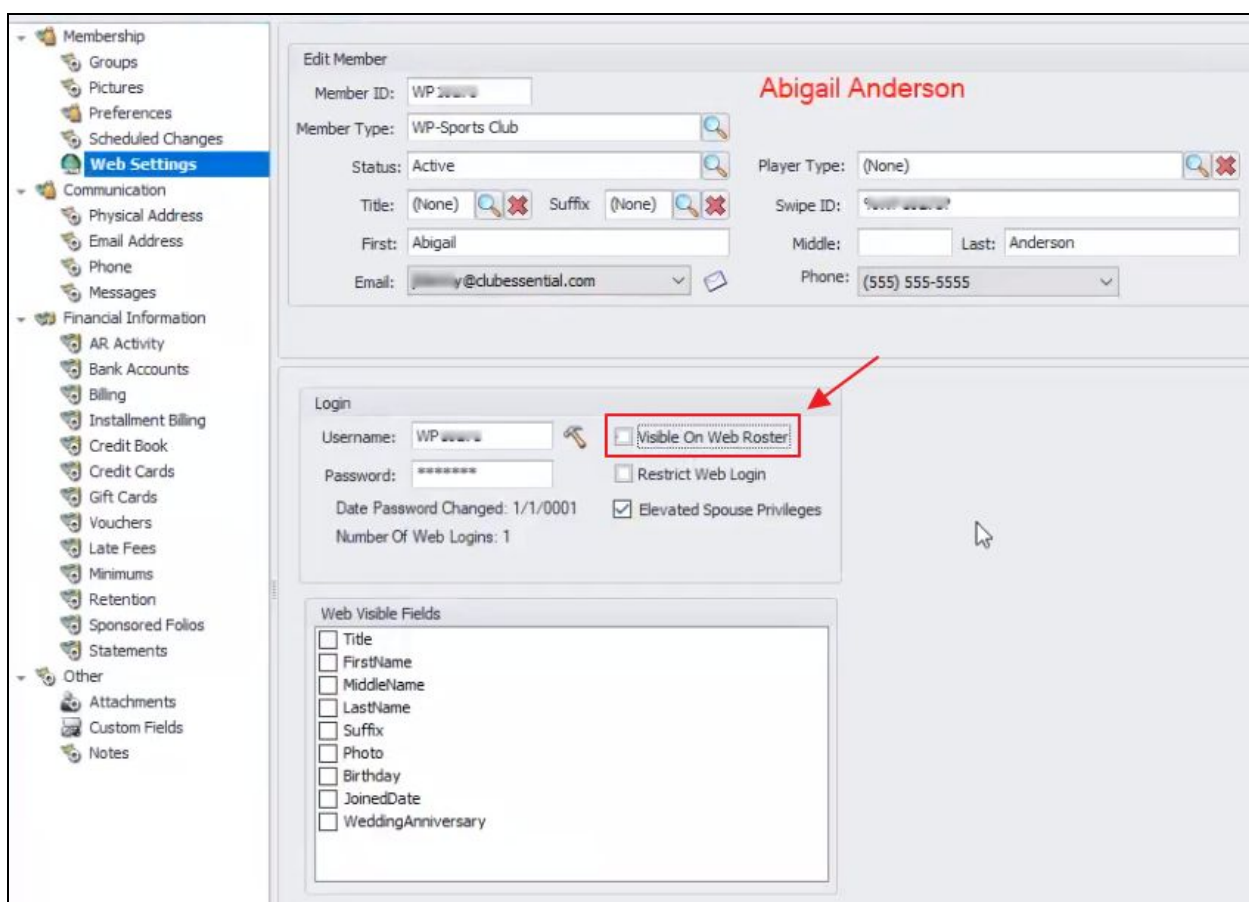 Membership
Groups
Pictures
Preferences
Scheduled Changes
Web Settings
Communication
Physical Address
Email Address
Phone
Messages
Financial Information
AR Activity
Bank Accounts
Billing
Installment Billing
Credit Book
Credit Cards
Gift Cards
Vouchers
Late Fees
Minimums
Retention
Sponsored Folios
Statements
Other
Attachments
Custom Fields
Notes
Edit Member
Member ID: Abigail Anderson
Member Type: WP-Sports Club
Status: Active Player Type: (None)
Title: (None) Suffix (None) Swipe ID:
First: Abigail Middle: Last: Anderson
Email: y@clubessential.com Phone: (555) 555-5555
Login
Username: Visible On Web Roster
Password: ******* Restrict Web Login
Date Password Changed: 1/1/0001 Elevated Spouse Privileges
Number Of Web Logins: 1
Web Visible Fields
Title
FirstName
MiddleName
LastName
Suffix
Photo
Birthday
JoinedDate
WeddingAnniversary